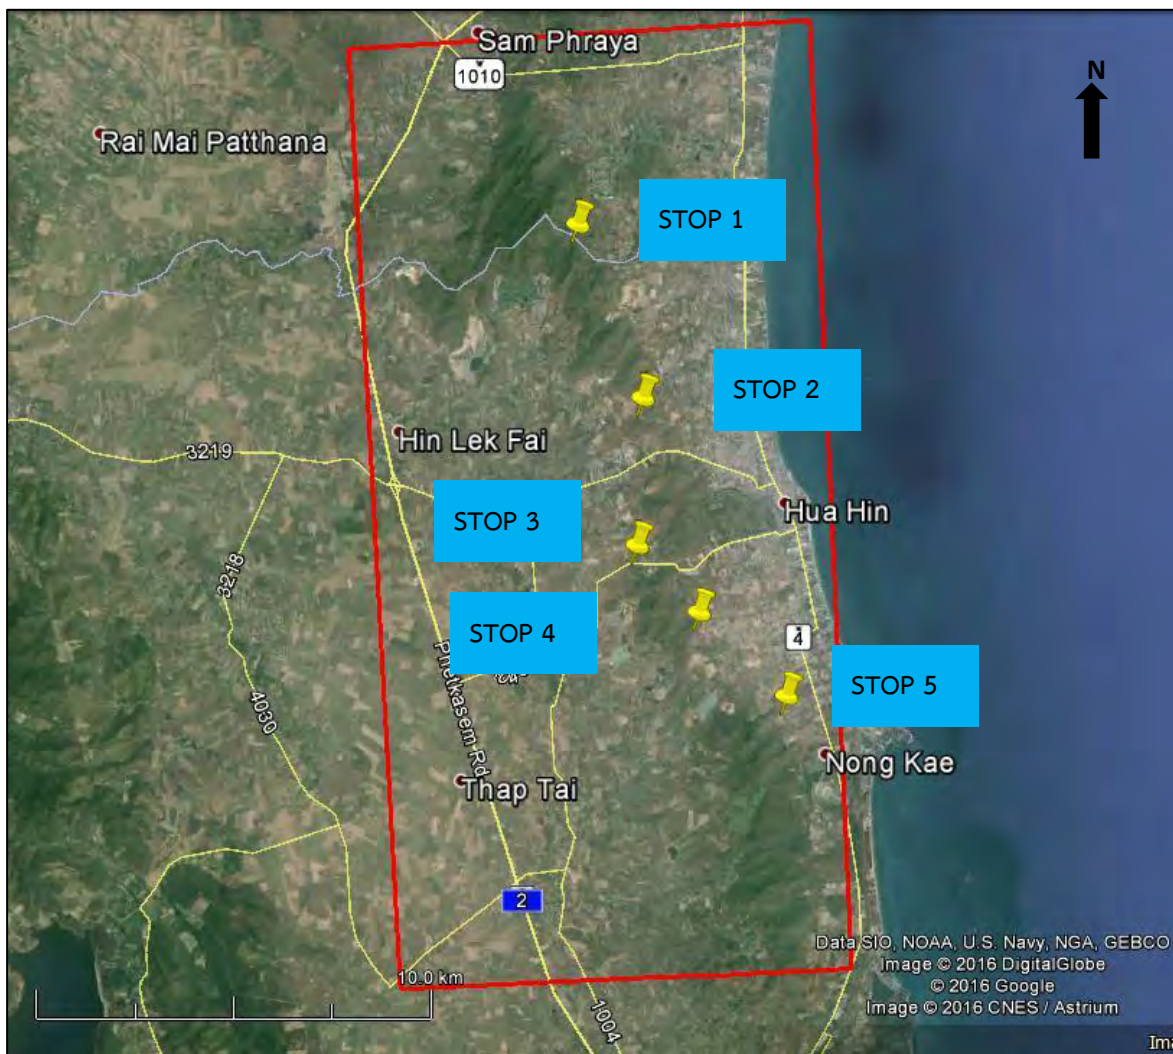 Sam Phraya
1010
N
Rai Mai Patthana
STOP 1
STOP 2
3219
Hin Lek Fai
Hua Hin
STOP 3
3218
STOP 4
4
Phetkasem Rd
STOP 5
4030
Nong Kae
Thap Tai
2
Data SIO, NOAA, U.S. Navy, NGA, GEBCO
Image © 2016 DigitalGlobe
10.0 km
© 2016 Google
Image © 2016 CNES / Astrium
1004
Im